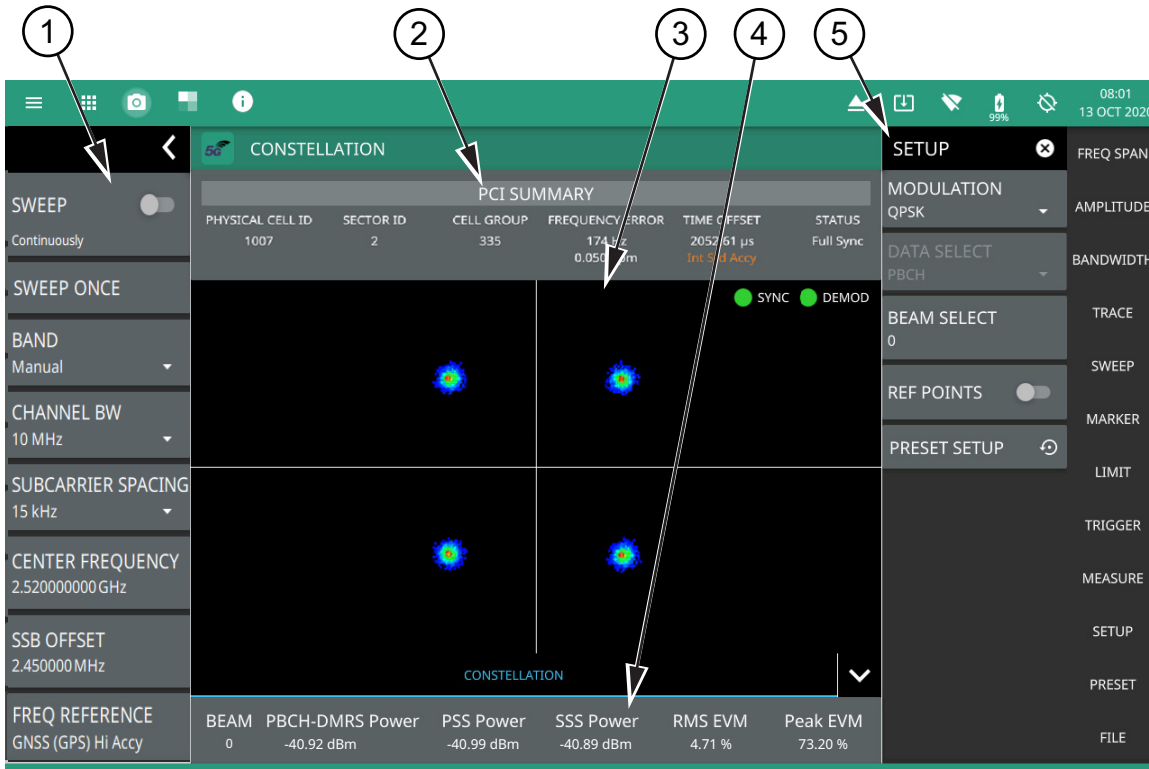 1 2 3 4 5
99%
08:01
13 OCT 2020
SWEEP
Continuously
SWEEP ONCE
BAND
Manual
CHANNEL BW
10 MHz
SUBCARRIER SPACING
15 kHz
CENTER FREQUENCY
2.520000000 GHz
SSB OFFSET
2.450000 MHz
FREQ REFERENCE
GNSS (GPS) Hi Accy
5G CONSTELLATION
PCI SUMMARY
PHYSICAL CELL ID SECTOR ID CELL GROUP FREQUENCY ERROR TIME OFFSET STATUS
1007 2 335 174 Hz 2052.61 µs Full Sync
Int Std Accy
SYNC DEMOD
CONSTELLATION
BEAM PBCH-DMRS Power PSS Power SSS Power RMS EVM Peak EVM
0 -40.92 dBm -40.99 dBm -40.89 dBm 4.71 % 73.20 %
SETUP
MODULATION
QPSK
DATA SELECT
PBCH
BEAM SELECT
0
REF POINTS
PRESET SETUP
FREQ SPAN
AMPLITUDE
BANDWIDTH
TRACE
SWEEP
MARKER
LIMIT
TRIGGER
MEASURE
SETUP
PRESET
FILE